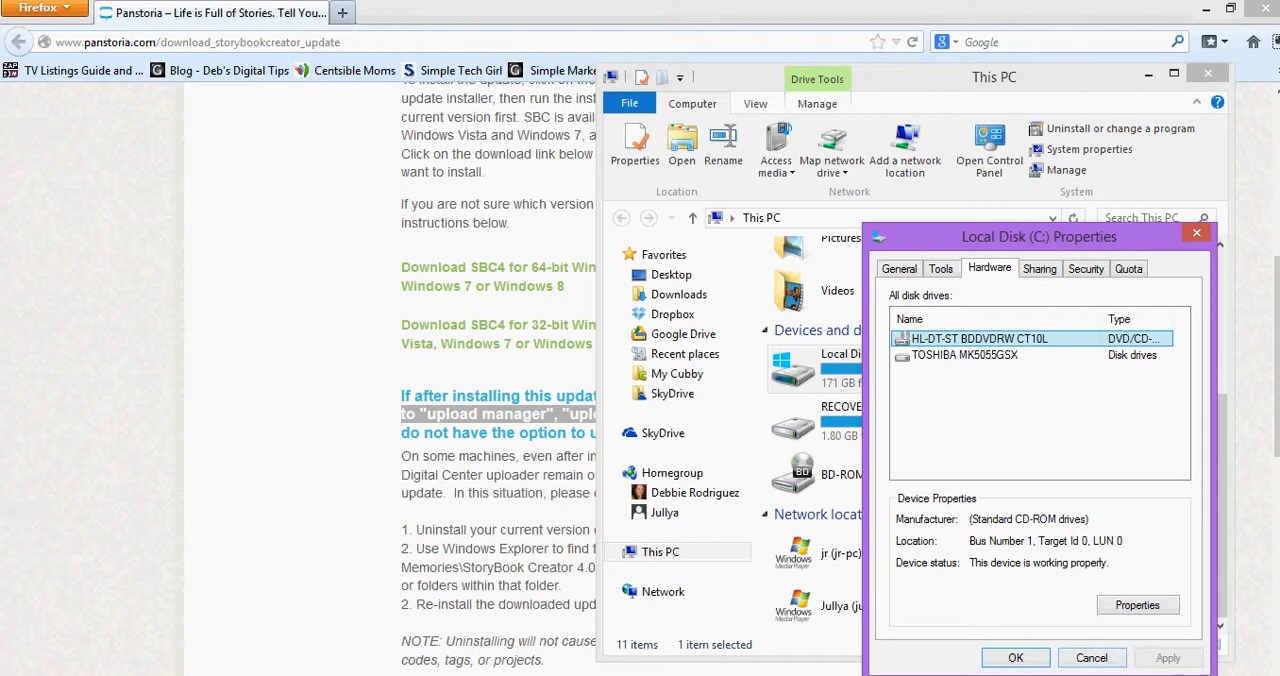 Firefox
Panstoria – Life is Full of Stories. Tell You...
www.panstoria.com/download_storybookcreator_update
Google
TV Listings Guide and ...
Blog - Deb's Digital Tips
Centsible Moms
Simple Tech Girl
Simple Marke
update installer, then run the inst
current version first. SBC is avail
Windows Vista and Windows 7, a
Click on the download link below
want to install.
If you are not sure which version
instructions below.
Download SBC4 for 64-bit Win
Windows 7 or Windows 8
Download SBC4 for 32-bit Win
Vista, Windows 7 or Windows
If after installing this updat
to "upload manager", "uplo
do not have the option to u
On some machines, even after in
Digital Center uploader remain o
update.  In this situation, please
1. Uninstall your current version
2. Use Windows Explorer to find t
Memories\StoryBook Creator 4.0
or folders within that folder.
2. Re-install the downloaded upd
NOTE: Uninstalling will not cause
codes, tags, or projects.
Drive Tools
This PC
File
Computer
View
Manage
Properties
Open
Rename
Access media
Map network drive
Add a network location
Open Control Panel
Uninstall or change a program
System properties
Manage
Location
Network
System
This PC
Search This PC
Favorites
Desktop
Downloads
Dropbox
Google Drive
Recent places
My Cubby
SkyDrive
SkyDrive
Homegroup
Debbie Rodriguez
Jullya
This PC
Network
Pictures
Videos
Devices and d
Local Di
171 GB f
RECOVE
1.80 GB
BD
BD-ROM
Network locat
Windows Media Player
jr (jr-pc)
Windows Media Player
Jullya (ju
11 items
1 item selected
Local Disk (C:) Properties
General
Tools
Hardware
Sharing
Security
Quota
All disk drives:
Name
Type
HL-DT-ST BDDVDRW CT10L
DVD/CD-...
TOSHIBA MK5055GSX
Disk drives
Device Properties
Manufacturer: (Standard CD-ROM drives)
Location: Bus Number 1, Target Id 0, LUN 0
Device status: This device is working properly.
Properties
OK
Cancel
Apply